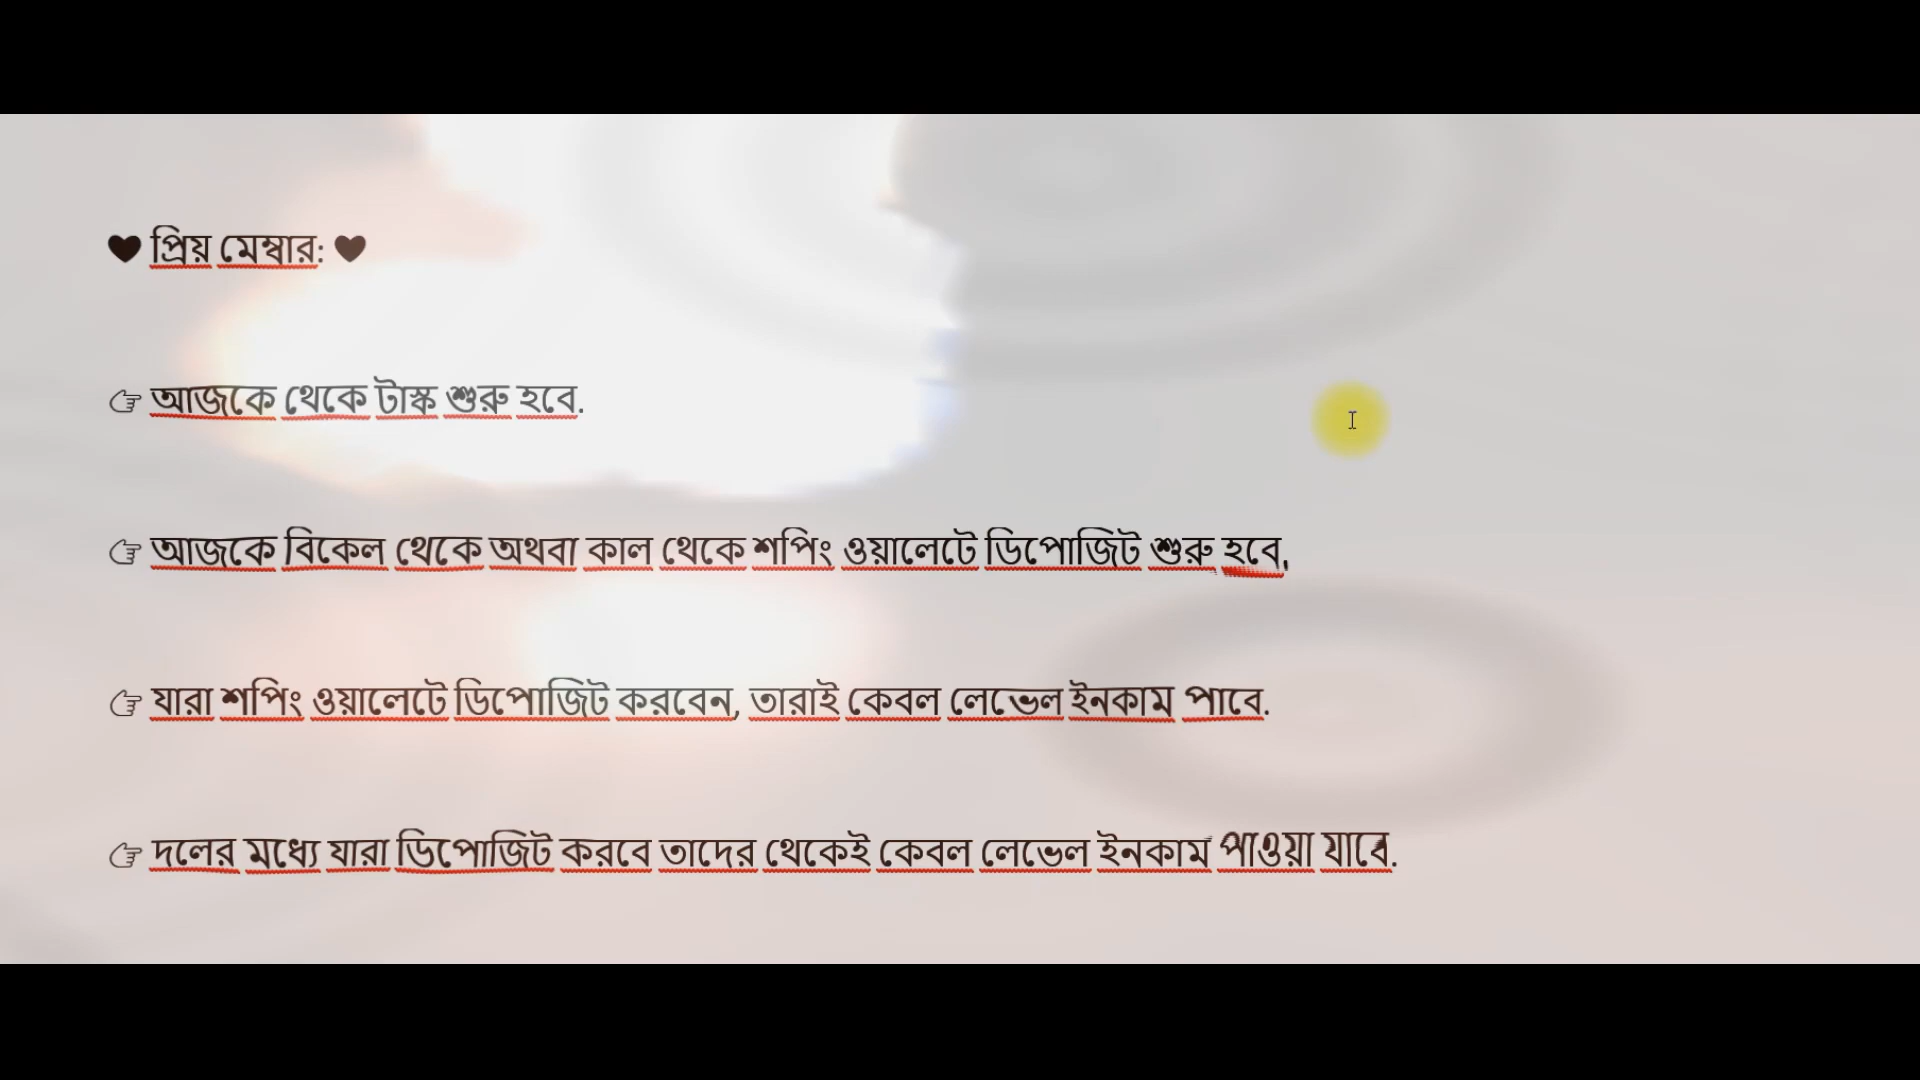 🖤 প্রিয় মেম্বার: 🖤
👉 আজকে থেকে টাস্ক শুরু হবে.
👉 আজকে বিকেল থেকে অথবা কাল থেকে শপিং ওয়ালেটে ডিপোজিট শুরু হবে,
👉 যারা শপিং ওয়ালেটে ডিপোজিট করবেন, তারাই কেবল লেভেল ইনকাম পাবে.
👉 দলের মধ্যে যারা ডিপোজিট করবে তাদের থেকেই কেবল লেভেল ইনকাম পাওয়া যাবে.